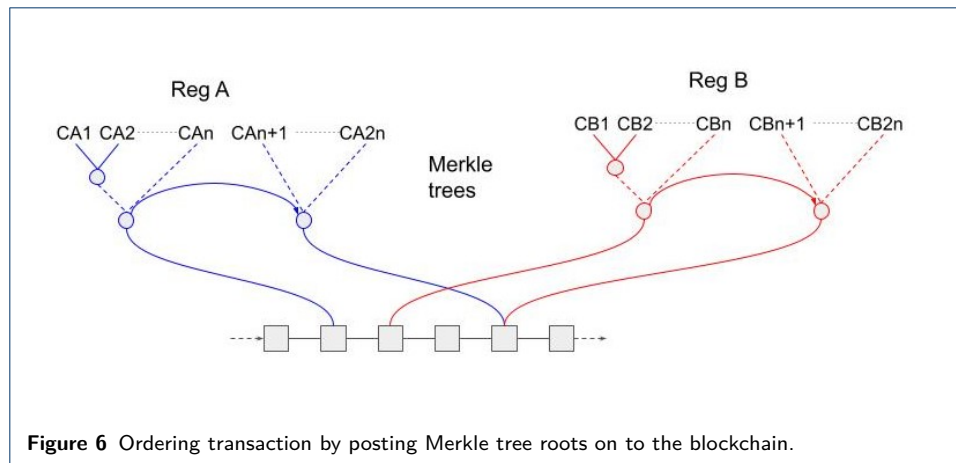 Reg A
Reg B
CA1 CA2 CAn CAn+1 CA2n
CB1 CB2 CBn CBn+1 CB2n
Merkle
trees
Figure 6 Ordering transaction by posting Merkle tree roots on to the blockchain.